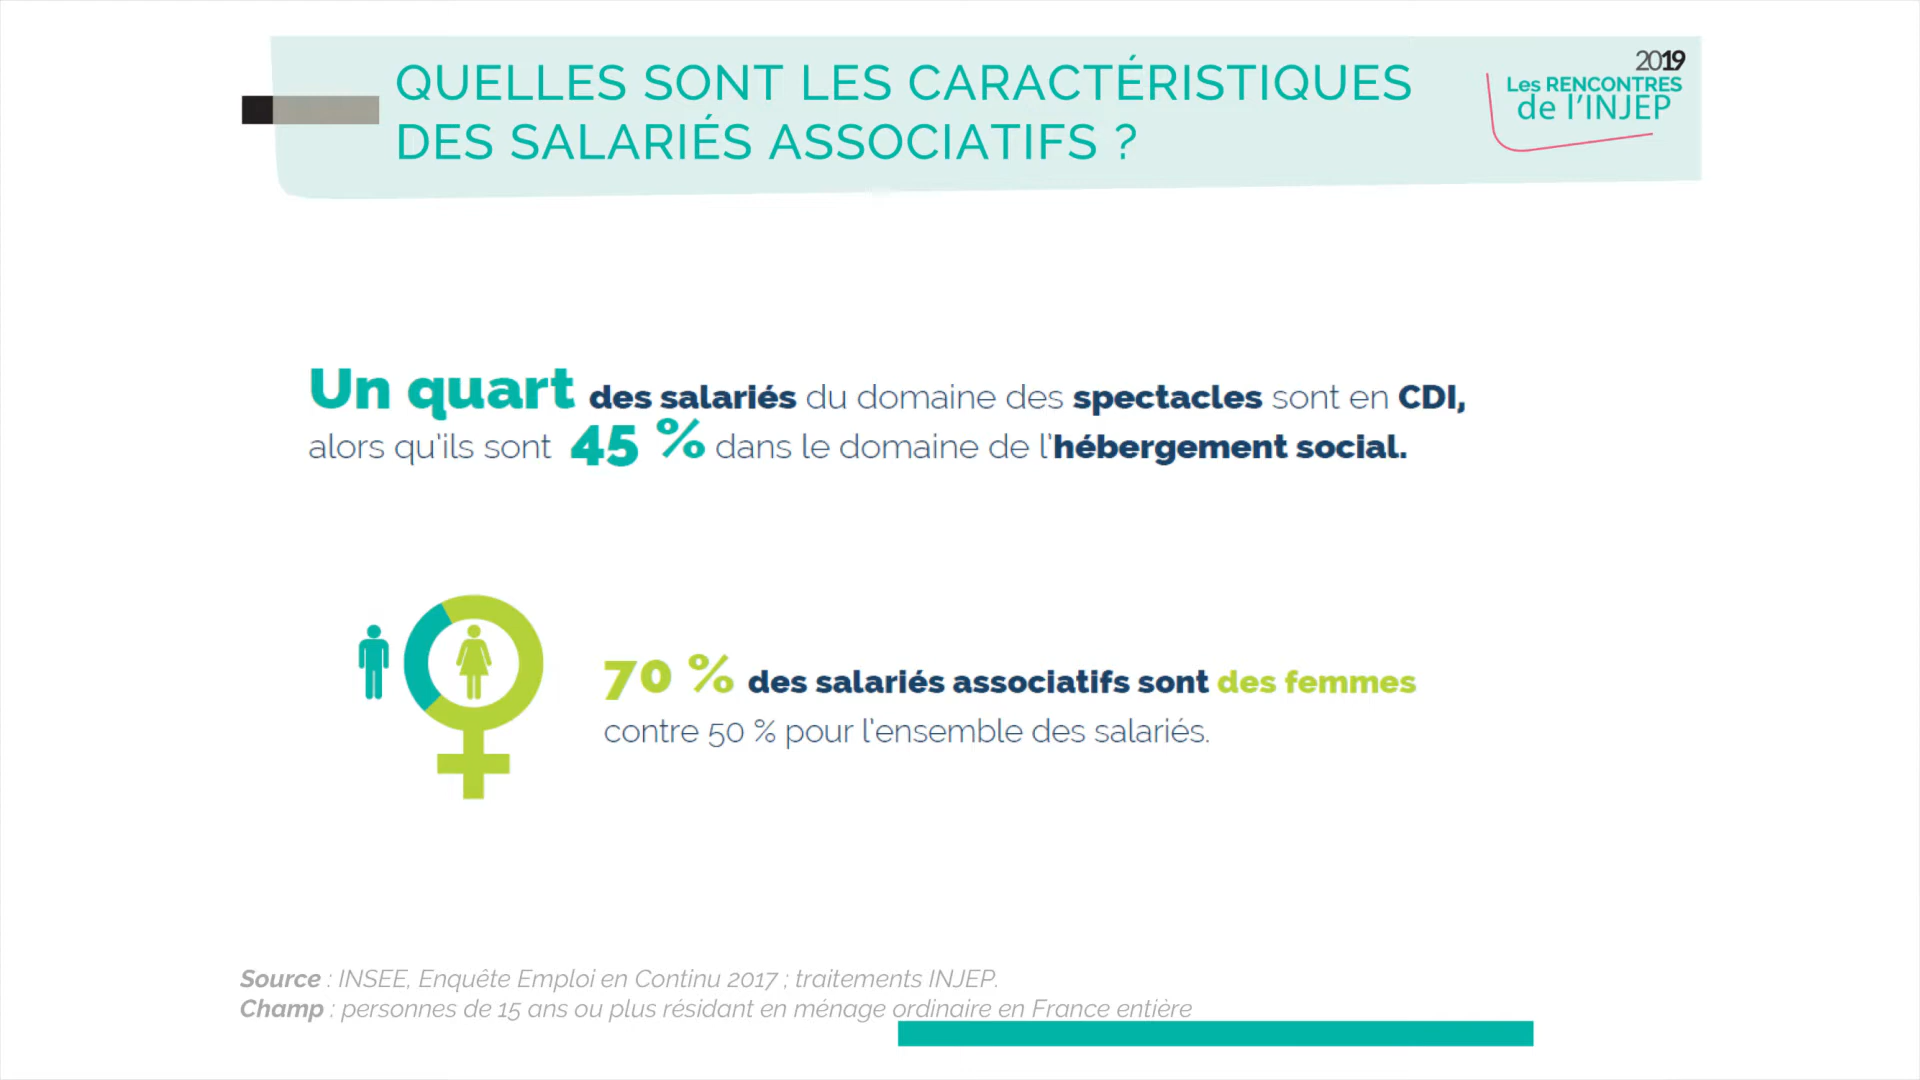 QUELLES SONT LES CARACTÉRISTIQUES
DES SALARIÉS ASSOCIATIFS ?
2019
Les RENCONTRES
de l'INJEP
Un quart des salariés du domaine des spectacles sont en CDI,
alors qu'ils sont 45 % dans le domaine de l'hébergement social.
70 % des salariés associatifs sont des femmes
contre 50 % pour l'ensemble des salariés.
Source : INSEE, Enquête Emploi en Continu 2017 ; traitements INJEP.
Champ : personnes de 15 ans ou plus résidant en ménage ordinaire en France entière